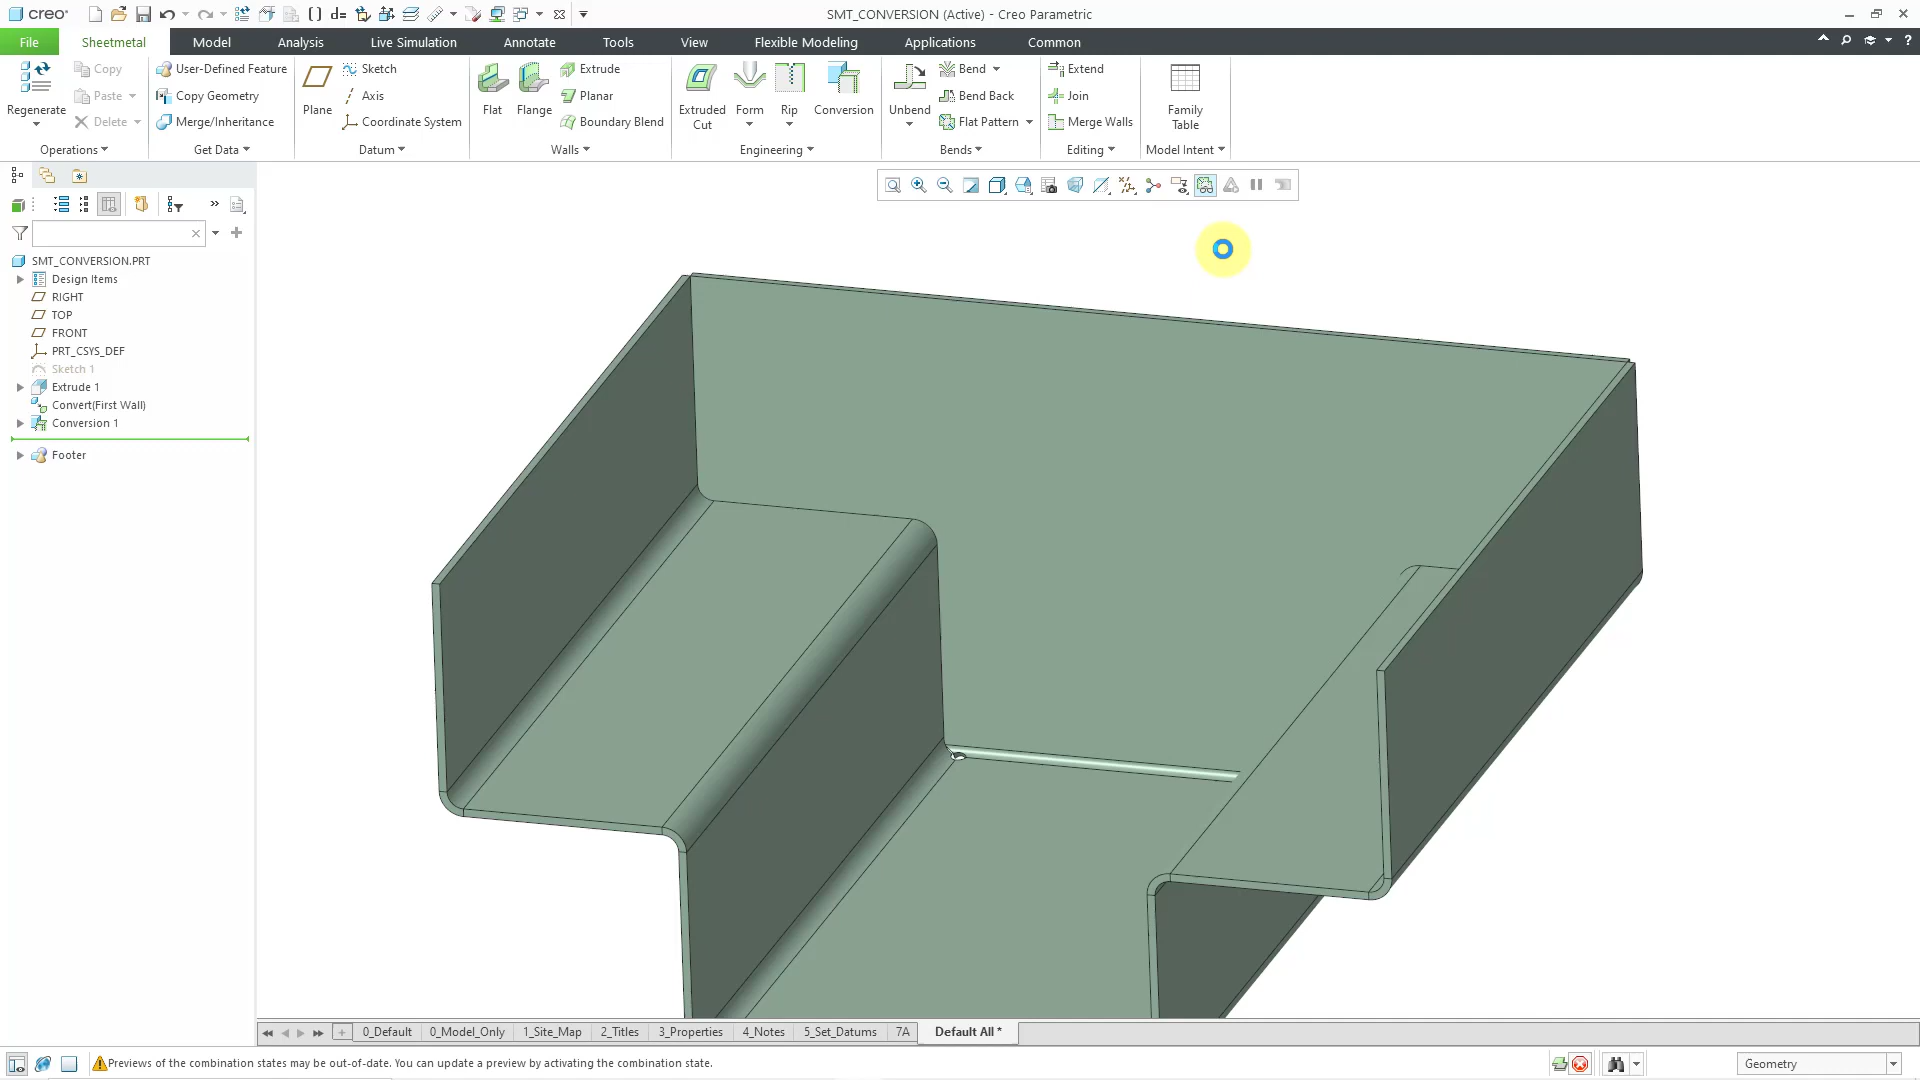 creo
SMT_CONVERSION (Active) - Creo Parametric
File
Sheetmetal
Model
Analysis
Live Simulation
Annotate
Tools
View
Flexible Modeling
Applications
Common
Regenerate
Copy
Paste
Delete
Operations
User-Defined Feature
Copy Geometry
Merge/Inheritance
Get Data
Plane
Sketch
Axis
Coordinate System
Datum
Flat
Flange
Extrude
Planar
Boundary Blend
Walls
Extruded
Cut
Form
Rip
Conversion
Engineering
Unbend
Bend
Bend Back
Flat Pattern
Bends
Extend
Join
Merge Walls
Editing
Family
Table
Model Intent
SMT_CONVERSION.PRT
Design Items
RIGHT
TOP
FRONT
PRT_CSYS_DEF
Sketch 1
Extrude 1
Convert(First Wall)
Conversion 1
Footer
0_Default
0_Model_Only
1_Site_Map
2_Titles
3_Properties
4_Notes
5_Set_Datums
7A
Default All *
Previews of the combination states may be out-of-date. You can update a preview by activating the combination state.
Geometry